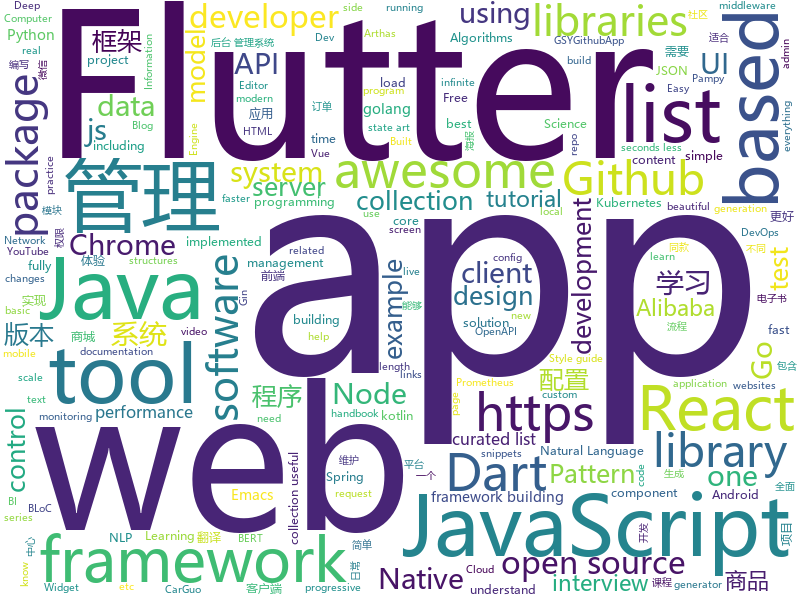 Deep
Computer
Python
编写
微信
框架
project
Flutter
developer
model
后台 管理系统
Dev
API
Editor
modern
Engine
应用
HTML
订单
time
Vue
using
running
side
Arthas
Algorithms
load
program
golang
Free
Built
state art
infinite
build
best
海报
libraries
GSYGithubApp
需要
UI
JSON
Pampy
Easy
Science
repo
list
seconds less
content
simple
社区
middleware
适合
admin
based
everything
real
Information
data
js
including
Blog
package
practice
管理
system
server
programming
faster
awesome
collection
tutorial
use
core
local
Github
Kubernetes
beautiful
generation
更好
DevOps
模块
Network
YouTube
changes
权限
Chrome
体验
fully
structures
implemented
management
related
screen
前端
config
live
能够
app
client
design
solution
OpenAPI
new
development
学习
同款
不同
learn
Alibaba
流程
test
电子书
Java
basic
实现
版本
商城
系统
video
mobile
documentation
scale
text
monitoring
performance
software
Gin
building
help
程序
need
length
links
example
Node
handbook
kotlin
Prometheus
page
Style guide
custom
https
配置
application
Go
fast
包含
websites
React
tool
web
control
BI
series
BLoC
know
中心
framework
NLP
Learning
翻译
etc
Widget
CarGuo
Emacs
Spring
BERT
客户端
collection useful
snippets
request
维护
简单
日常
progressive
平台
一个
curated list
Dart
framework building
Native
understand
Cloud
Pattern
Natural Language
component
open source
interview
JavaScript
library
one
Android
code
生成
开发
课程
generator
商品
项目
全面